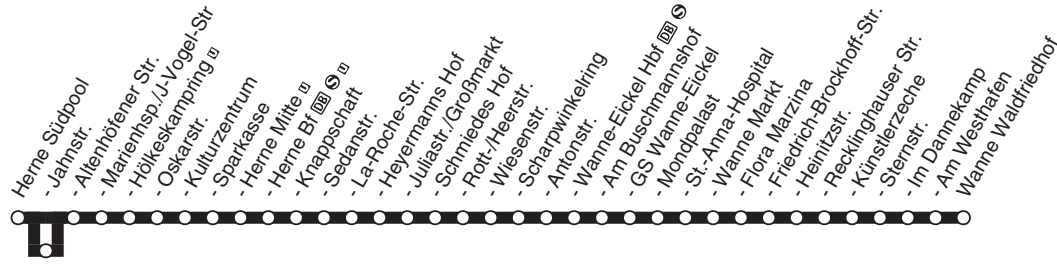 Herne Südpool
- Jahnstr.
- Altenhöfener Str.
- Marienhsp./J-Vogel-Str
- Hölkeskampring U
- Oskarstr.
- Kulturzentrum
- Sparkasse
- Herne Mitte U
- Herne Bf DB S U
- Knappschaft
- Sedanstr.
- La-Roche-Str.
- Heyermanns Hof
- Juliastr./Großmarkt
- Schmiedes Hof
- Rott-/Heerstr.
- Wiesenstr.
- Scharpwinkelring
- Antonstr.
- Wanne-Eickel Hbf DB S
- Am Buschmannshof
- GS Wanne-Eickel
- Mondpalast
- St.-Anna-Hospital
- Wanne Markt
- Flora Marzina
- Friedrich-Brockhoff-Str.
- Heinitzstr.
- Recklinghauser Str.
- Künstlerzeche
- Sternstr.
- Im Dannekamp
- Am Westhafen
Wanne Waldfriedhof